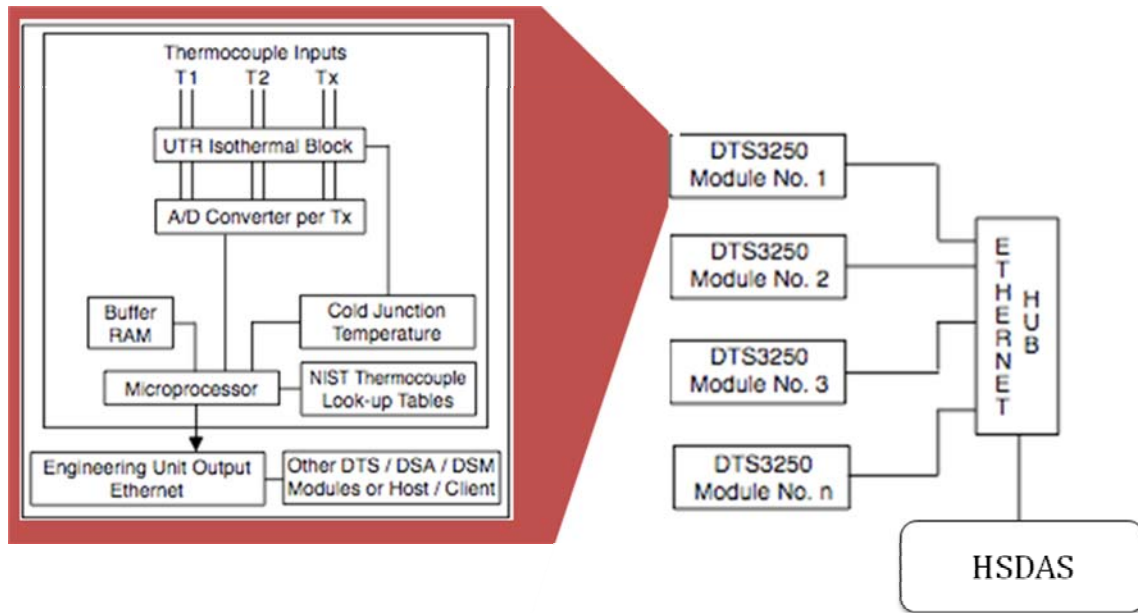 Thermocouple Inputs
T1 T2 Tx
UTR Isothermal Block
A/D Converter per Tx
Buffer
RAM
Cold Junction
Temperature
Microprocessor
NIST Thermocouple
Look-up Tables
Engineering Unit Output
Ethernet
Other DTS / DSA / DSM
Modules or Host / Client
DTS3250
Module No. 1
DTS3250
Module No. 2
DTS3250
Module No. 3
DTS3250
Module No. n
ETHERNET
HUB
HSDAS